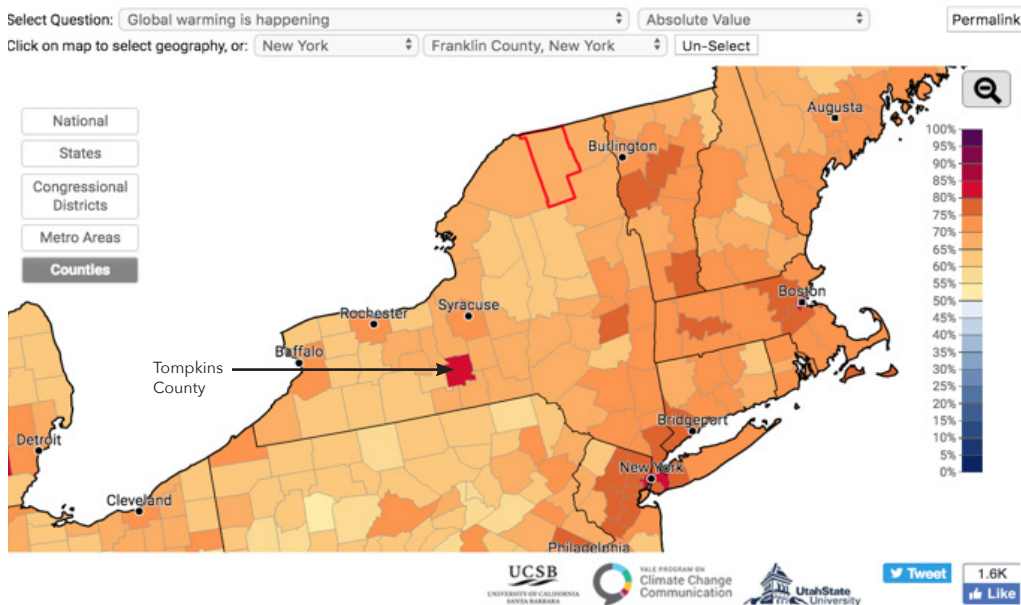 Select Question: Global warming is happening Absolute Value Permalink
Click on map to select geography, or: New York Franklin County, New York Un-Select
National
States
Congressional
Districts
Metro Areas
Counties
Augusta
Burlington
Boston
Syracuse
Rochester
Baffalo
Tompkins
County
Bridgeport
Detroit
New York
Cleveland
Philadelphia
100%
95%
90%
85%
80%
75%
70%
65%
60%
55%
50%
45%
40%
35%
30%
25%
20%
15%
10%
5%
0%
UCSB
UNIVERSITY OF CALIFORNIA
SANTA BARBARA
YALE PROGRAM ON
Climate Change
Communication
UtahState
University
Tweet
1.6K
Like